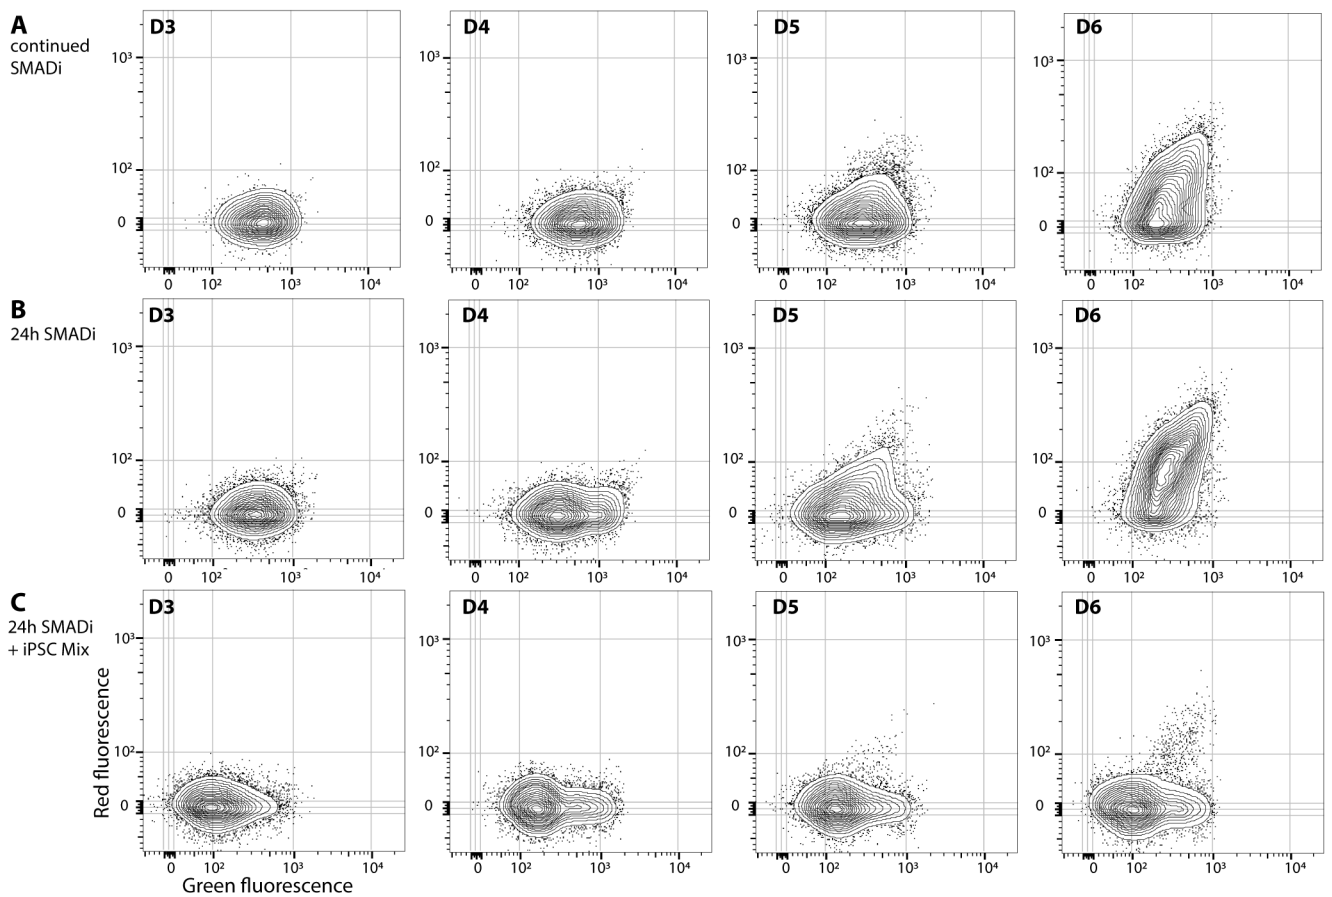 A
continued
SMADi
D3
10³
10²
0
0 10² 10³ 10⁴
D4
10³
10²
0
0 10² 10³ 10⁴
D5
10³
10²
0
0 10² 10³ 10⁴
D6
10³
10²
0
0 10² 10³ 10⁴
B
24h SMADi
D3
10³
10²
0
0 10² 10³ 10⁴
D4
10³
10²
0
0 10² 10³ 10⁴
D5
10³
10²
0
0 10² 10³ 10⁴
D6
10³
10²
0
0 10² 10³ 10⁴
C
24h SMADi
+ iPSC Mix
Red fluorescence
D3
10³
10²
0
0 10² 10³ 10⁴
Green fluorescence
D4
10³
10²
0
0 10² 10³ 10⁴
D5
10³
10²
0
0 10² 10³ 10⁴
D6
10³
10²
0
0 10² 10³ 10⁴